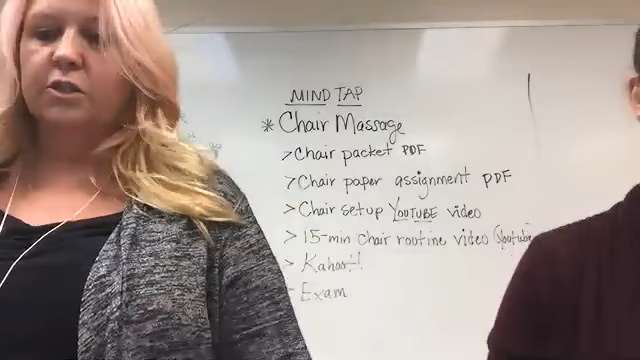 MIND TAP
* Chair Massage
> Chair packet PDF
> Chair paper assignment PDF
> Chair setup YOUTUBE video
> 15-min Chair routine video (Youtube
> Kahoot!
- Exam